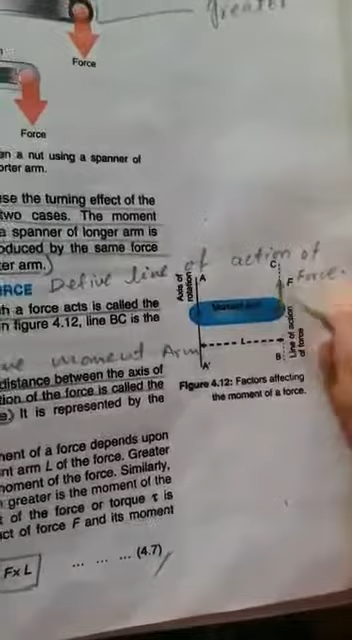 greater
Force
Force
en a nut using a spanner of
orter arm.
se the turning effect of the
two cases. The moment
a spanner of longer arm is
oduced by the same force
er arm.)
Define line of action of
Force.
RCE
h a force acts is called the
n figure 4.12, line BC is the
moment Arm
distance between the axis of
tion of the force is called the
e) It is represented by the
Axis of
rotation
A
C
F
Line of action
of force
L
A'
B
Figure 4.12: Factors affecting
the moment of a force.
ment of a force depends upon
nt arm L of the force. Greater
moment of the force. Similarly,
greater is the moment of the
t of the force or torque τ is
uct of force F and its moment
F x L
... ... ... (4.7)